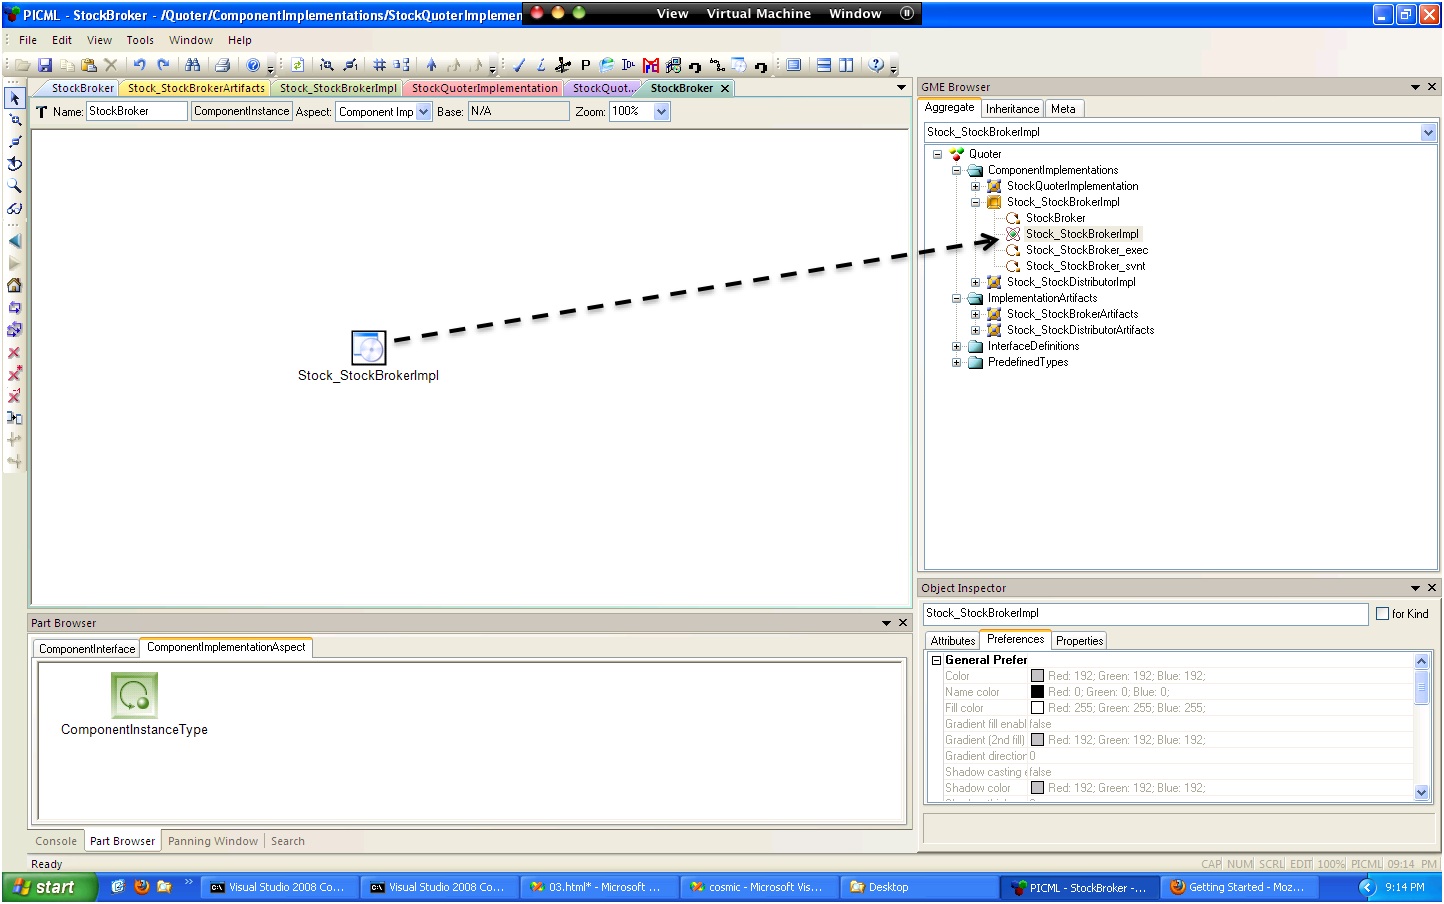 PICML - StockBroker - /Quoter/ComponentImplementations/StockQuoterImplemen
View Virtual Machine Window
File Edit View Tools Window Help
StockBroker Stock_StockBrokerArtifacts Stock_StockBrokerImpl StockQuoterImplementation StockQuot... StockBroker
Name: StockBroker ComponentInstance Aspect: Component Imp Base: N/A Zoom: 100%
Stock_StockBrokerImpl
GME Browser
Aggregate Inheritance Meta
Stock_StockBrokerImpl
Quoter
ComponentImplementations
StockQuoterImplementation
Stock_StockBrokerImpl
StockBroker
Stock_StockBrokerImpl
Stock_StockBroker_exec
Stock_StockBroker_svnt
Stock_StockDistributorImpl
ImplementationArtifacts
Stock_StockBrokerArtifacts
Stock_StockDistributorArtifacts
InterfaceDefinitions
PredefinedTypes
Part Browser
ComponentInterface ComponentImplementationAspect
ComponentInstanceType
Console Part Browser Panning Window Search
Object Inspector
Stock_StockBrokerImpl for Kind
Attributes Preferences Properties
General Prefer
Color Red: 192; Green: 192; Blue: 192;
Name color Red: 0; Green: 0; Blue: 0;
Fill color Red: 255; Green: 255; Blue: 255;
Gradient fill enabl false
Gradient (2nd fill) Red: 192; Green: 192; Blue: 192;
Gradient direction 0
Shadow casting e false
Shadow color Red: 192; Green: 192; Blue: 192;
Ready CAP NUM SCRL EDIT 100% PICML 09:14 PM
start Visual Studio 2008 Co... Visual Studio 2008 Co... 03.html* - Microsoft ... cosmic - Microsoft Vis... Desktop PICML - StockBroker -... Getting Started - Moz... 9:14 PM